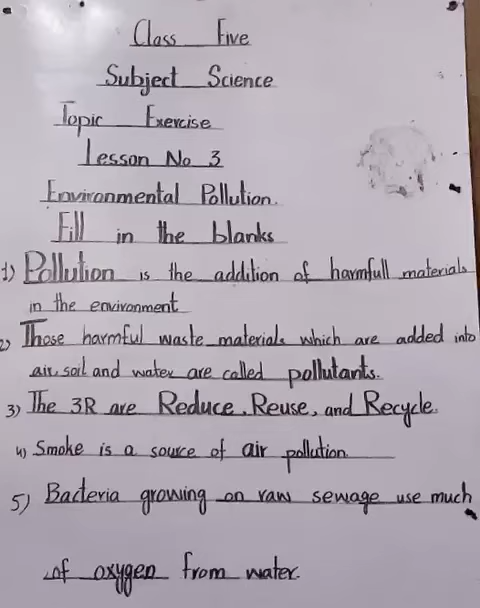 Class Five
Subject Science
Topic Exercise
Lesson No 3
Environmental Pollution.
Fill in the blanks
1) Pollution is the addition of harmfull materials
in the environment
2) Those harmful waste materials which are added into
air, soil and water are called pollutants.
3) The 3R are Reduce, Reuse, and Recycle.
4) Smoke is a source of air pollution
5) Bacteria growing on raw sewage use much
of oxygen from water.